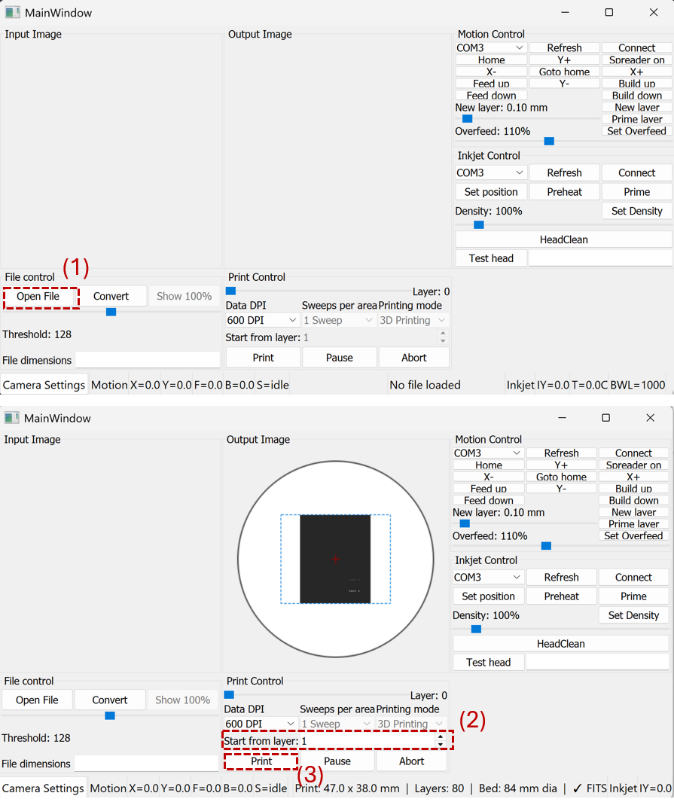 MainWindow
Input Image
Output Image
Motion Control
COM3 Refresh Connect
Home Y+ Spreader on
X- Goto home X+
Feed up Y- Build up
Feed down Build down
New layer: 0.10 mm New layer
Prime layer
Overfeed: 110% Set Overfeed
Inkjet Control
COM3 Refresh Connect
Set position Preheat Prime
Density: 100% Set Density
HeadClean
Test head
(1)
File control
Open File Convert Show 100%
Threshold: 128
File dimensions
Print Control
Layer: 0
Data DPI Sweeps per area Printing mode
600 DPI 1 Sweep 3D Printing
Start from layer: 1
Print Pause Abort
Camera Settings Motion X=0.0 Y=0.0 F=0.0 B=0.0 S=idle No file loaded Inkjet IY=0.0 T=0.0C BWL=1000
MainWindow
Input Image
Output Image
Motion Control
COM3 Refresh Connect
Home Y+ Spreader on
X- Goto home X+
Feed up Y- Build up
Feed down Build down
New layer: 0.10 mm New layer
Prime layer
Overfeed: 110% Set Overfeed
Inkjet Control
COM3 Refresh Connect
Set position Preheat Prime
Density: 100% Set Density
HeadClean
Test head
File control
Open File Convert Show 100%
Threshold: 128
File dimensions
Print Control
Layer: 0
Data DPI Sweeps per area Printing mode
600 DPI 1 Sweep 3D Printing
(2)
Start from layer: 1
Print Pause Abort
(3)
Camera Settings Motion X=0.0 Y=0.0 F=0.0 B=0.0 S=idle Print: 47.0 x 38.0 mm | Layers: 80 | Bed: 84 mm dia | ✓ FITS Inkjet IY=0.0